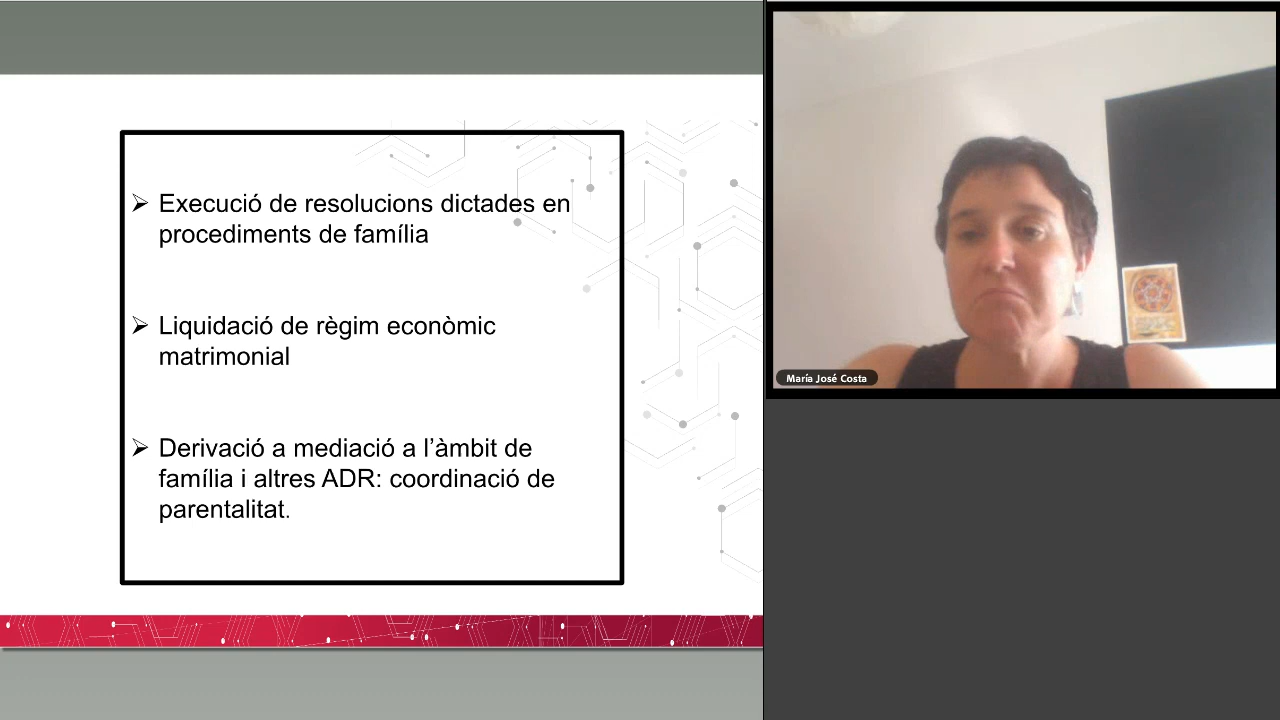 Execució de resolucions dictades en
procediments de família
Liquidació de règim econòmic
matrimonial
Derivació a mediació a l’àmbit de
família i altres ADR: coordinació de
parentalitat.
María José Costa